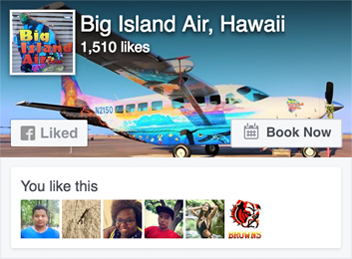 Big Island Air, Hawaii
1,510 likes
Big
Island
Air
N2150
Liked
Book Now
You like this
BROWNS